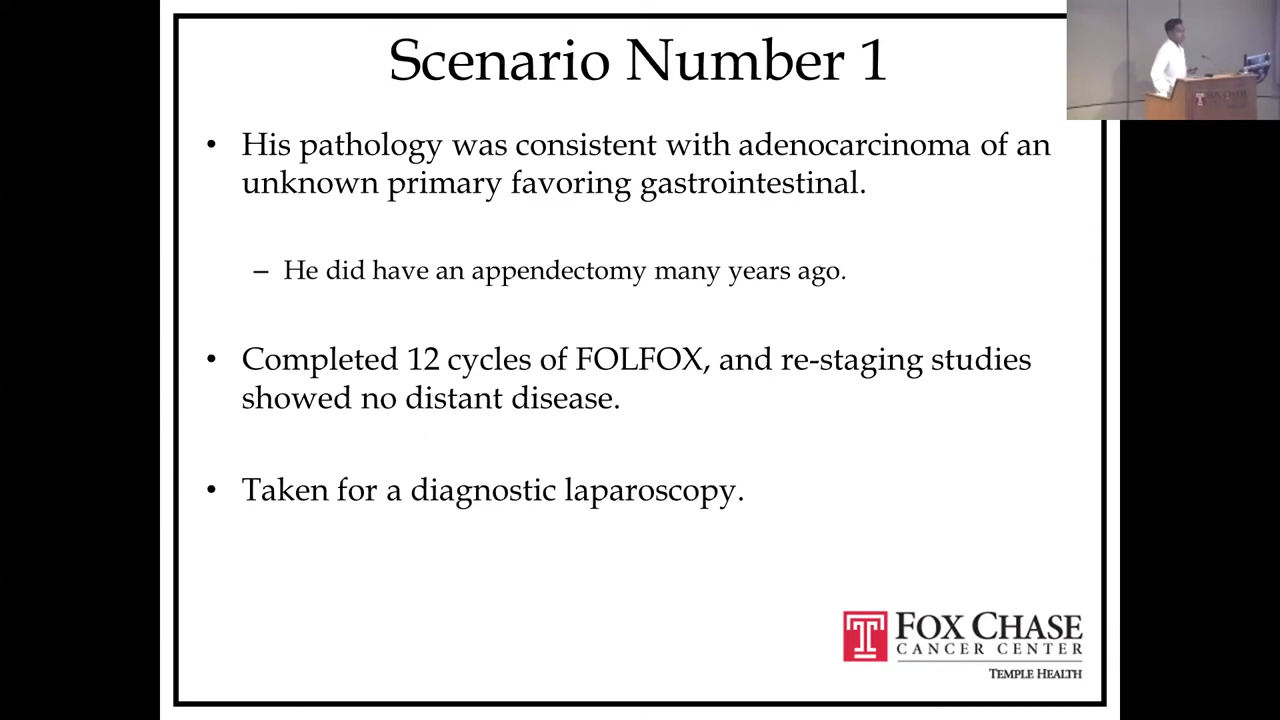 Scenario Number 1
• His pathology was consistent with adenocarcinoma of an
unknown primary favoring gastrointestinal.
– He did have an appendectomy many years ago.
• Completed 12 cycles of FOLFOX, and re-staging studies
showed no distant disease.
• Taken for a diagnostic laparoscopy.
FOX CHASE
CANCER CENTER
TEMPLE HEALTH
FOX CHASE